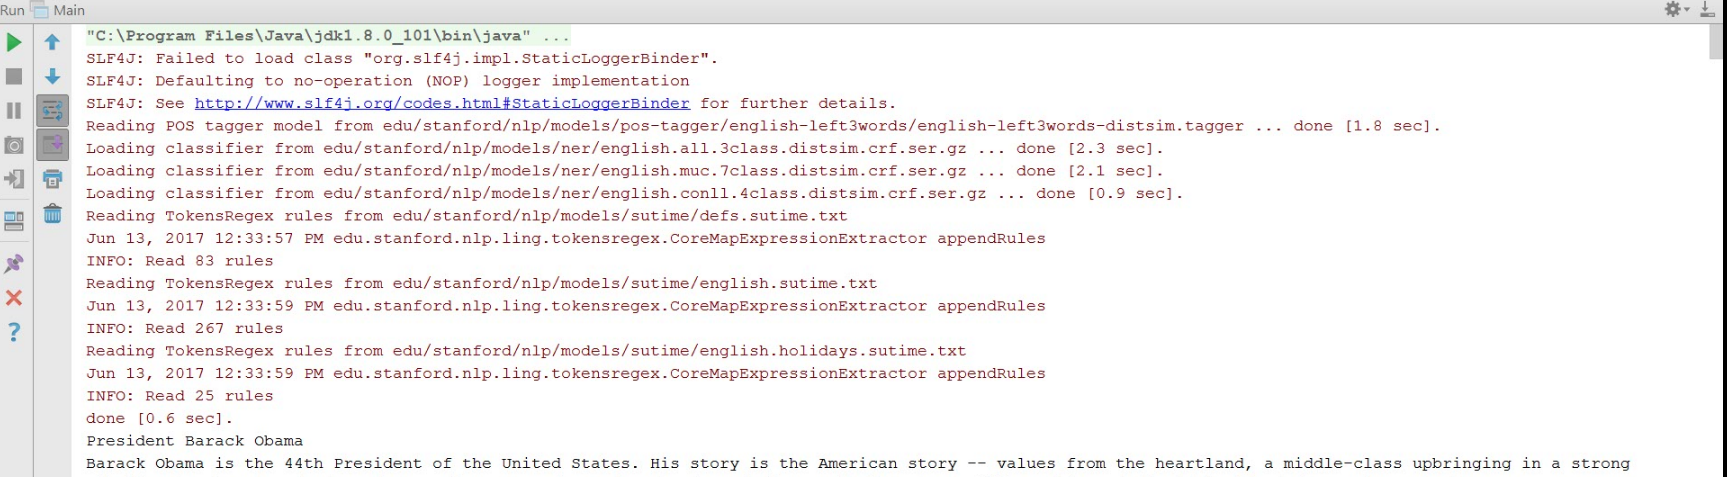 Run Main
"C:\Program Files\Java\jdk1.8.0_101\bin\java" ...
SLF4J: Failed to load class "org.slf4j.impl.StaticLoggerBinder".
SLF4J: Defaulting to no-operation (NOP) logger implementation
SLF4J: See http://www.slf4j.org/codes.html#StaticLoggerBinder for further details.
Reading POS tagger model from edu/stanford/nlp/models/pos-tagger/english-left3words/english-left3words-distsim.tagger ... done [1.8 sec].
Loading classifier from edu/stanford/nlp/models/ner/english.all.3class.distsim.crf.ser.gz ... done [2.3 sec].
Loading classifier from edu/stanford/nlp/models/ner/english.muc.7class.distsim.crf.ser.gz ... done [2.1 sec].
Loading classifier from edu/stanford/nlp/models/ner/english.conll.4class.distsim.crf.ser.gz ... done [0.9 sec].
Reading TokensRegex rules from edu/stanford/nlp/models/sutime/defs.sutime.txt
Jun 13, 2017 12:33:57 PM edu.stanford.nlp.ling.tokensregex.CoreMapExpressionExtractor appendRules
INFO: Read 83 rules
Reading TokensRegex rules from edu/stanford/nlp/models/sutime/english.sutime.txt
Jun 13, 2017 12:33:59 PM edu.stanford.nlp.ling.tokensregex.CoreMapExpressionExtractor appendRules
INFO: Read 267 rules
Reading TokensRegex rules from edu/stanford/nlp/models/sutime/english.holidays.sutime.txt
Jun 13, 2017 12:33:59 PM edu.stanford.nlp.ling.tokensregex.CoreMapExpressionExtractor appendRules
INFO: Read 25 rules
done [0.6 sec].
President Barack Obama
Barack Obama is the 44th President of the United States. His story is the American story -- values from the heartland, a middle-class upbringing in a strong